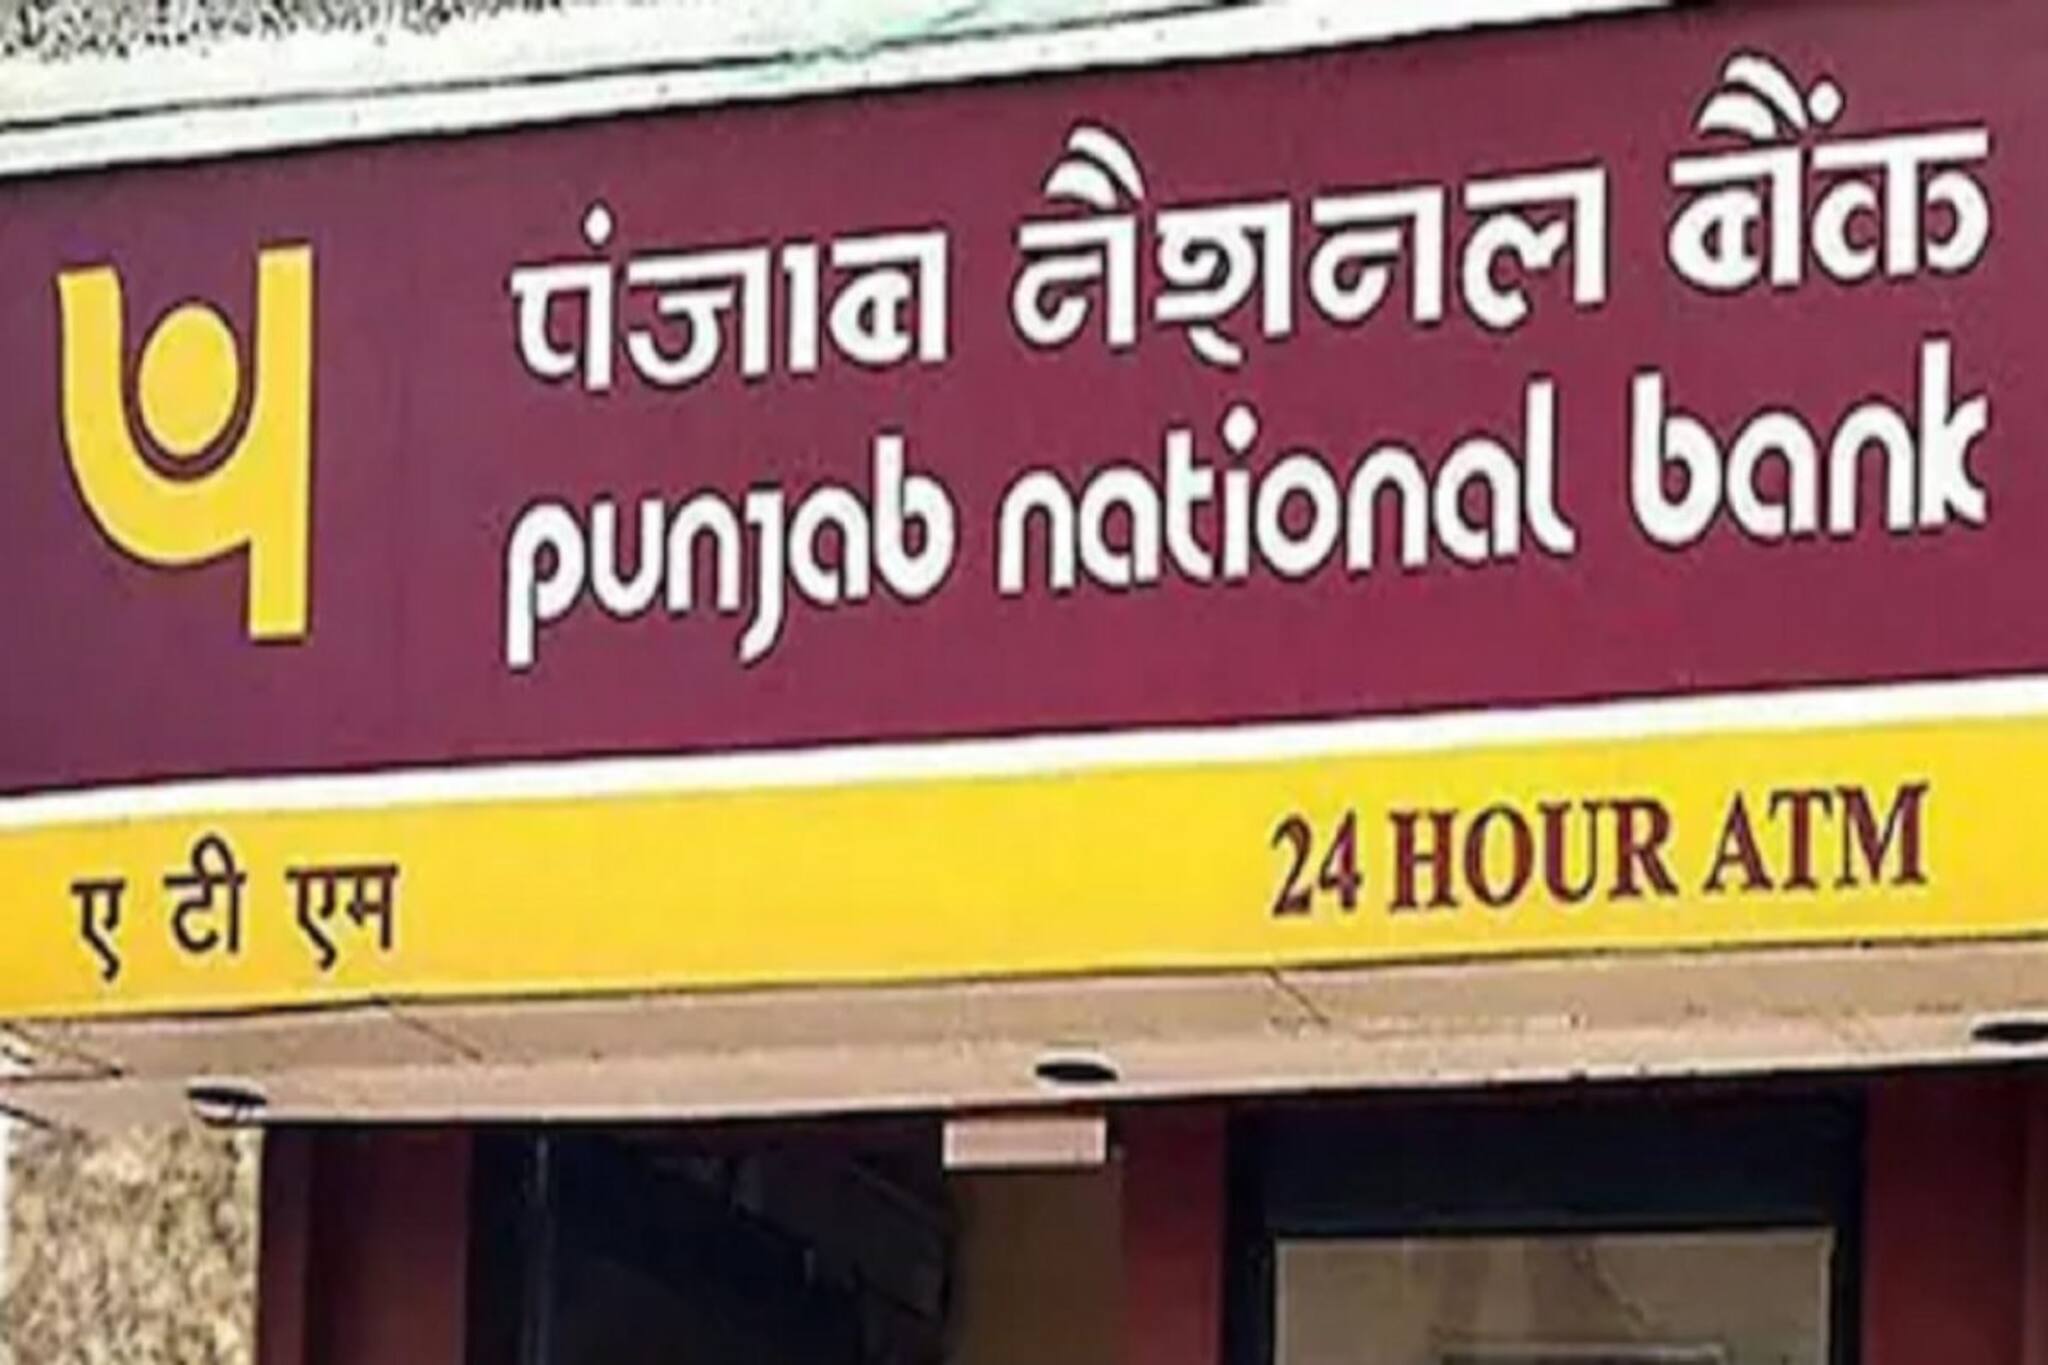 पंजाब नैशनल बैंक
punjab national bank
ए टी एम
24 HOUR ATM